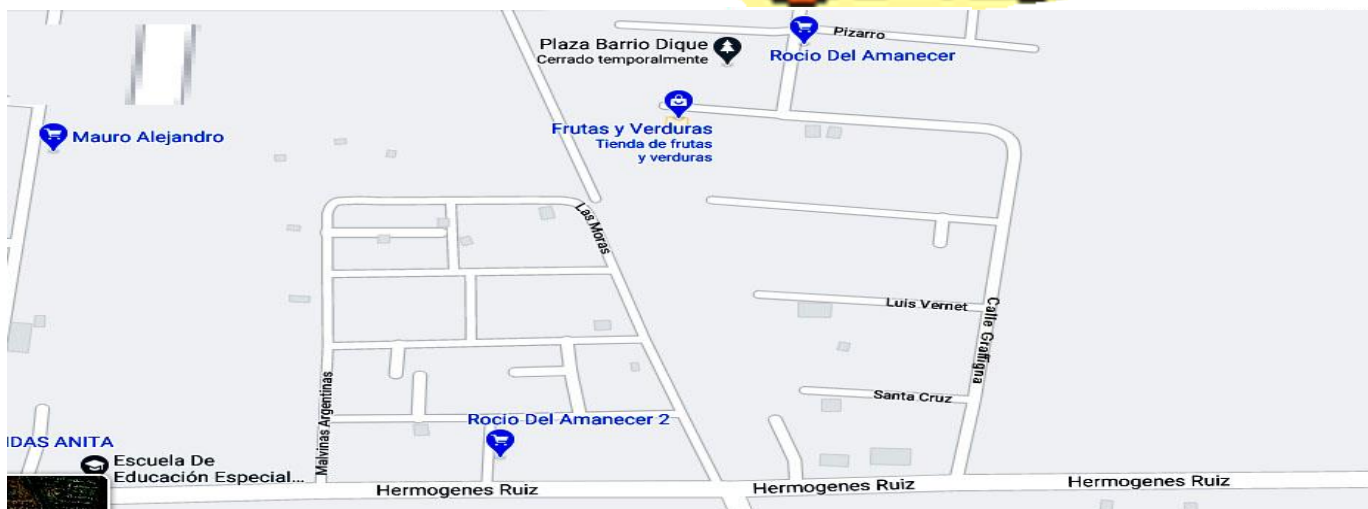 Plaza Barrio Dique
Cerrado temporalmente
Pizarro
Rocio Del Amanecer
Mauro Alejandro
Frutas y Verduras
Tienda de frutas
y verduras
Las Moras
Luis Vernet
Calle Graffigna
Santa Cruz
Malvinas Argentinas
Rocio Del Amanecer 2
IDAS ANITA
Escuela De
Educación Especial...
Hermogenes Ruiz
Hermogenes Ruiz
Hermogenes Ruiz